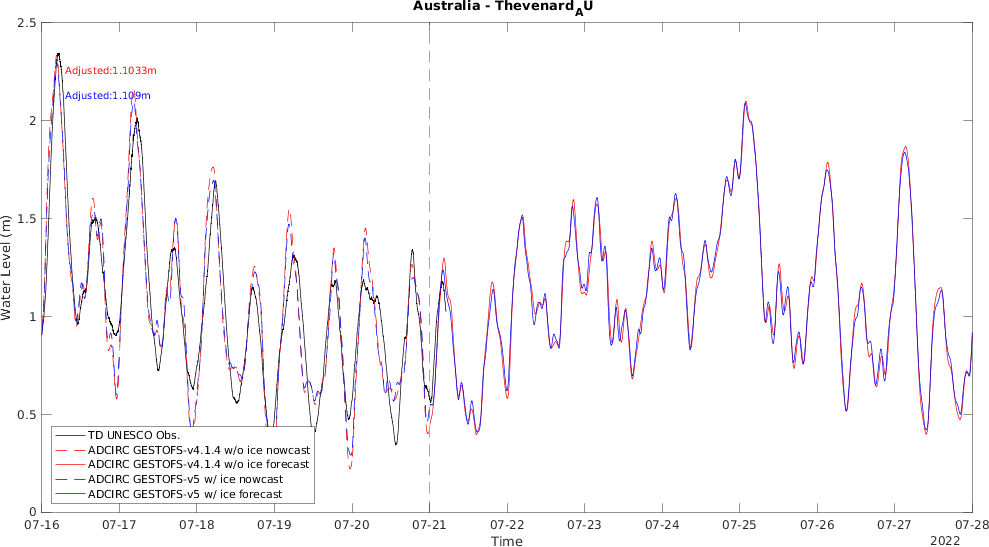 Australia - Thevenard_AU
Adjusted:1.1033m
Adjusted:1.109m
Water Level (m)
2.5
2
1.5
1
0.5
0
TD UNESCO Obs.
ADCIRC GESTOFS-v4.1.4 w/o ice nowcast
ADCIRC GESTOFS-v4.1.4 w/o ice forecast
ADCIRC GESTOFS-v5 w/ ice nowcast
ADCIRC GESTOFS-v5 w/ ice forecast
07-16 07-17 07-18 07-19 07-20 07-21 07-22 07-23 07-24 07-25 07-26 07-27 07-28
Time
2022